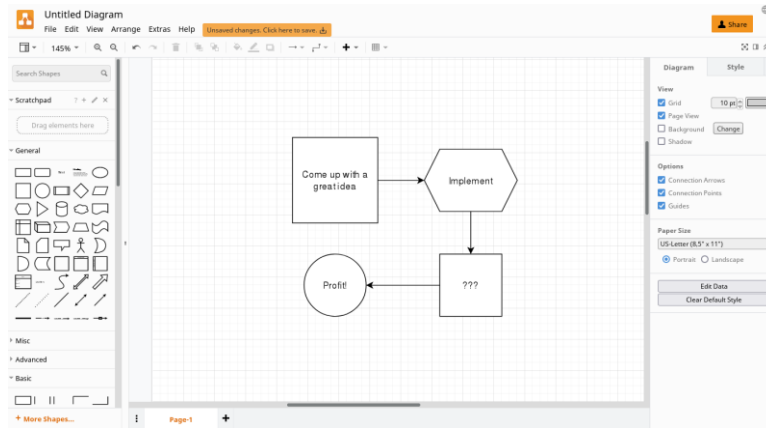 Untitled Diagram
File Edit View Arrange Extras Help Unsaved changes. Click here to save.
Share
145%
Search Shapes
Scratchpad
Drag elements here
General
Misc
Advanced
Basic
+ More Shapes...
Come up with a
great idea
Implement
Profit!
???
Page-1
Diagram Style
View
Grid 10 pt
Page View
Background Change
Shadow
Options
Connection Arrows
Connection Points
Guides
Paper Size
US-Letter (8,5" x 11")
Portrait Landscape
Edit Data
Clear Default Style